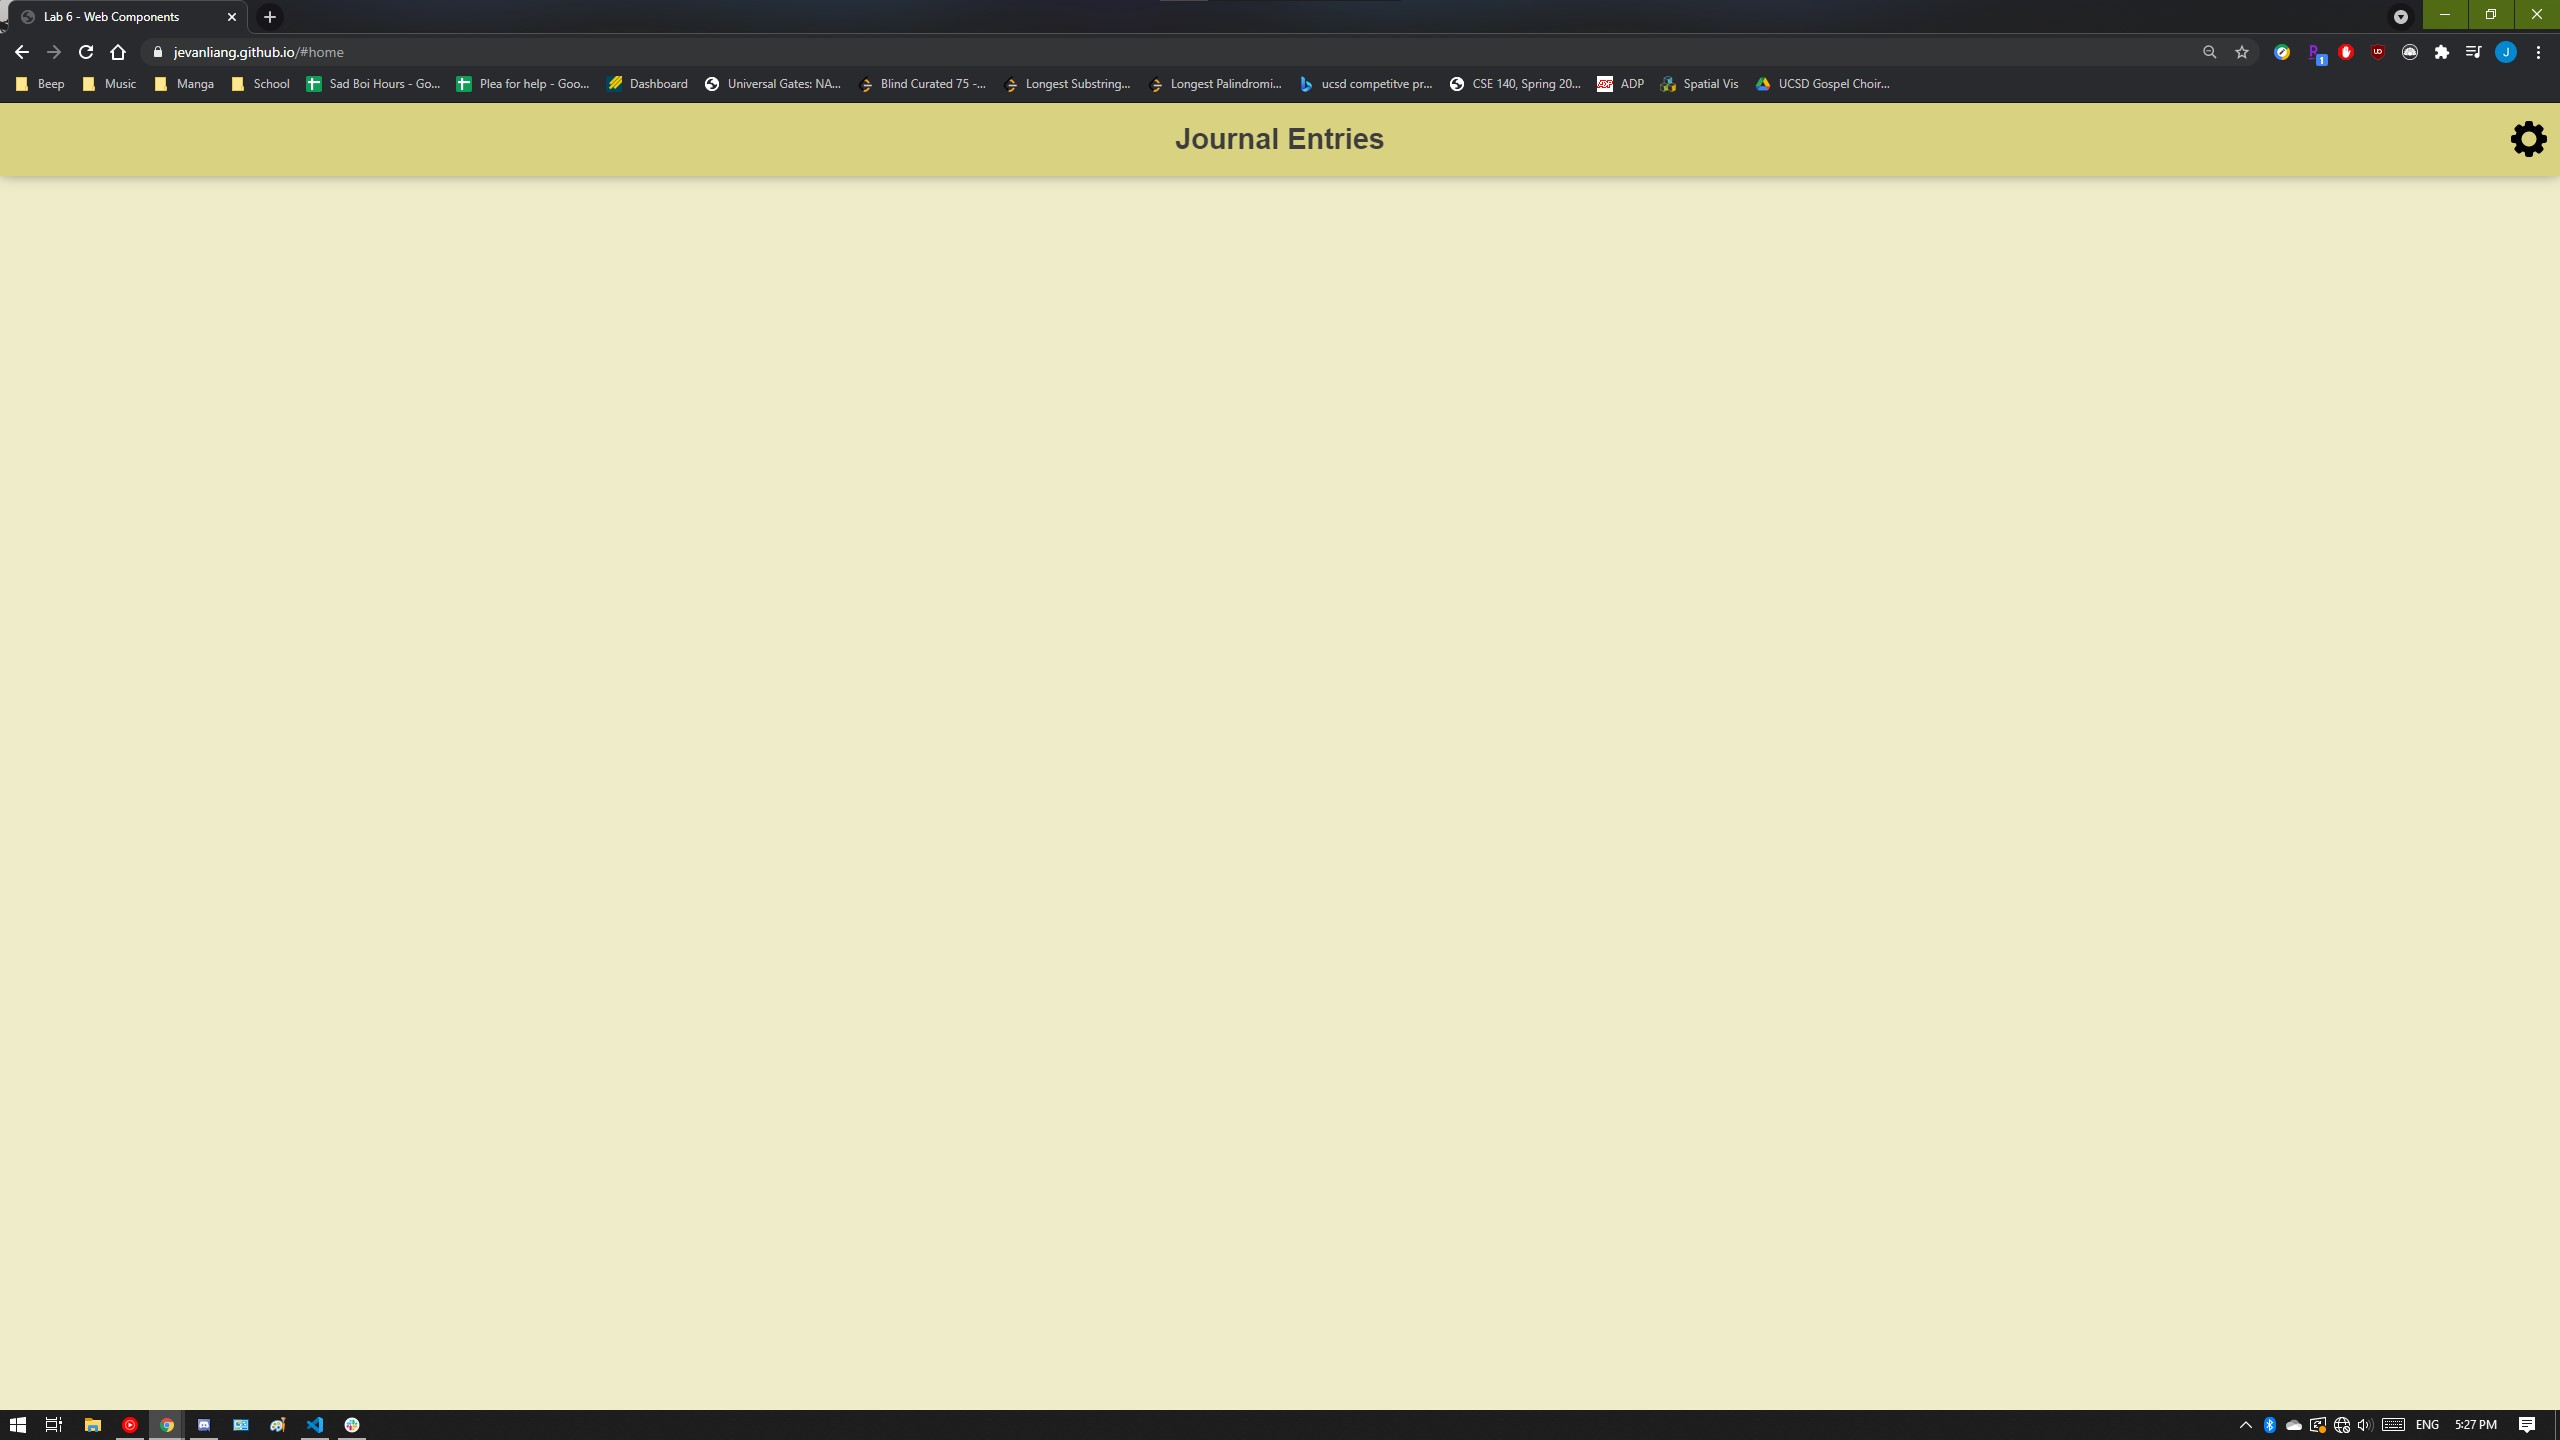 Lab 6 - Web Components
jevanliang.github.io/#home
1
J
Beep Music Manga School Sad Boi Hours - Go... Plea for help - Goo... Dashboard Universal Gates: NA... Blind Curated 75 -... Longest Substring... Longest Palindromi... ucsd competitve pr... CSE 140, Spring 20... ADP Spatial Vis UCSD Gospel Choir...
Journal Entries
ENG 5:27 PM